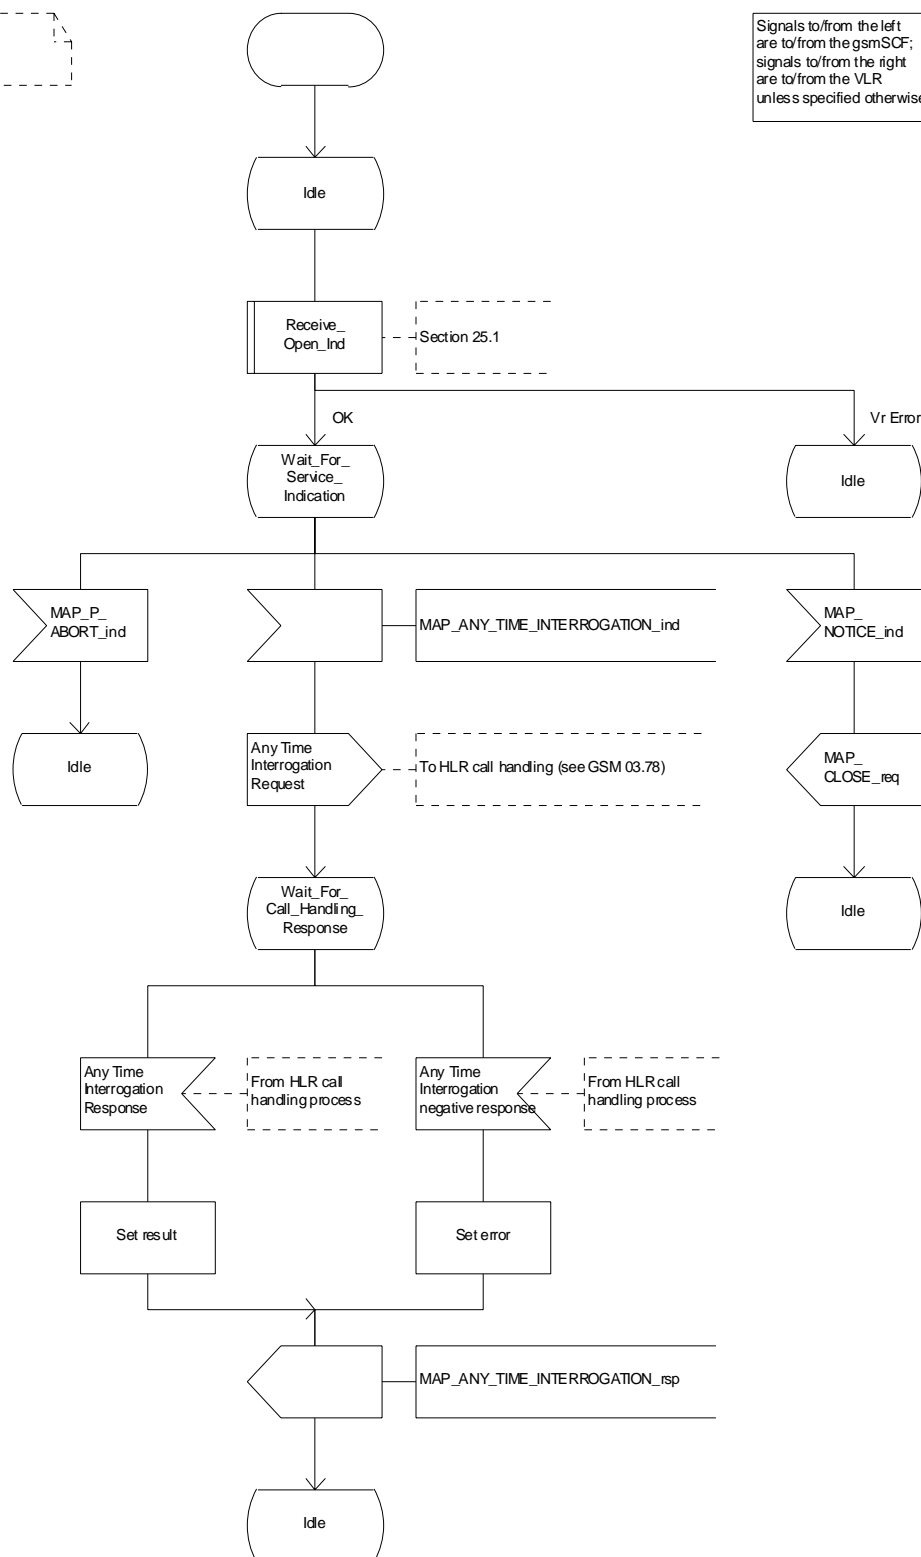 Signals to/from the left
are to/from the gsmSCF;
signals to/from the right
are to/from the VLR
unless specified otherwise
Idle
Receive_
Open_Ind
Section 25.1
OK
Vr Error
Wait_For_
Service_
Indication
Idle
MAP_P_
ABORT_ind
MAP_ANY_TIME_INTERROGATION_ind
MAP_
NOTICE_ind
Idle
Any Time
Interrogation
Request
To HLR call handling (see GSM 03.78)
MAP_
CLOSE_req
Wait_For_
Call_Handling_
Response
Idle
Any Time
Interrogation
Response
From HLR call
handling process
Any Time
Interrogation
negative response
From HLR call
handling process
Set result
Set error
MAP_ANY_TIME_INTERROGATION_rsp
Idle